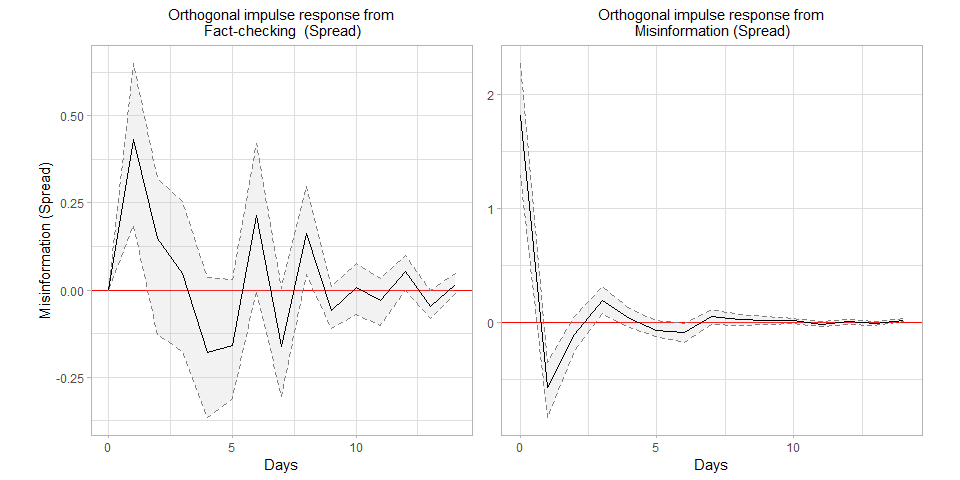 Orthogonal impulse response from
Fact-checking (Spread)
Misinformation (Spread)
0.50
0.25
0.00
-0.25
0
5
10
Days
Orthogonal impulse response from
Misinformation (Spread)
2
1
0
0
5
10
Days